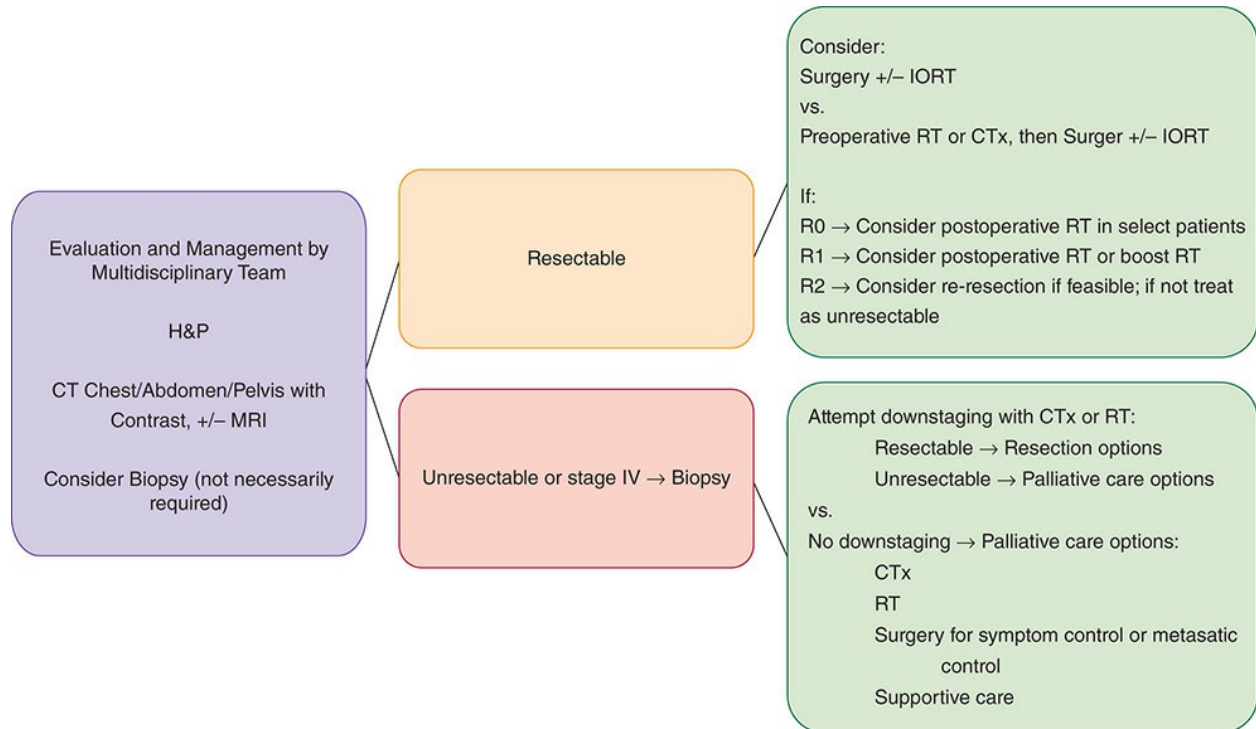 Evaluation and Management by
Multidisciplinary Team
H&P
CT Chest/Abdomen/Pelvis with
Contrast, +/– MRI
Consider Biopsy (not necessarily
required)
Resectable
Unresectable or stage IV → Biopsy
Consider:
Surgery +/– IORT
vs.
Preoperative RT or CTx, then Surger +/– IORT
If:
R0 → Consider postoperative RT in select patients
R1 → Consider postoperative RT or boost RT
R2 → Consider re-resection if feasible; if not treat
as unresectable
Attempt downstaging with CTx or RT:
Resectable → Resection options
Unresectable → Palliative care options
vs.
No downstaging → Palliative care options:
CTx
RT
Surgery for symptom control or metasatic
control
Supportive care